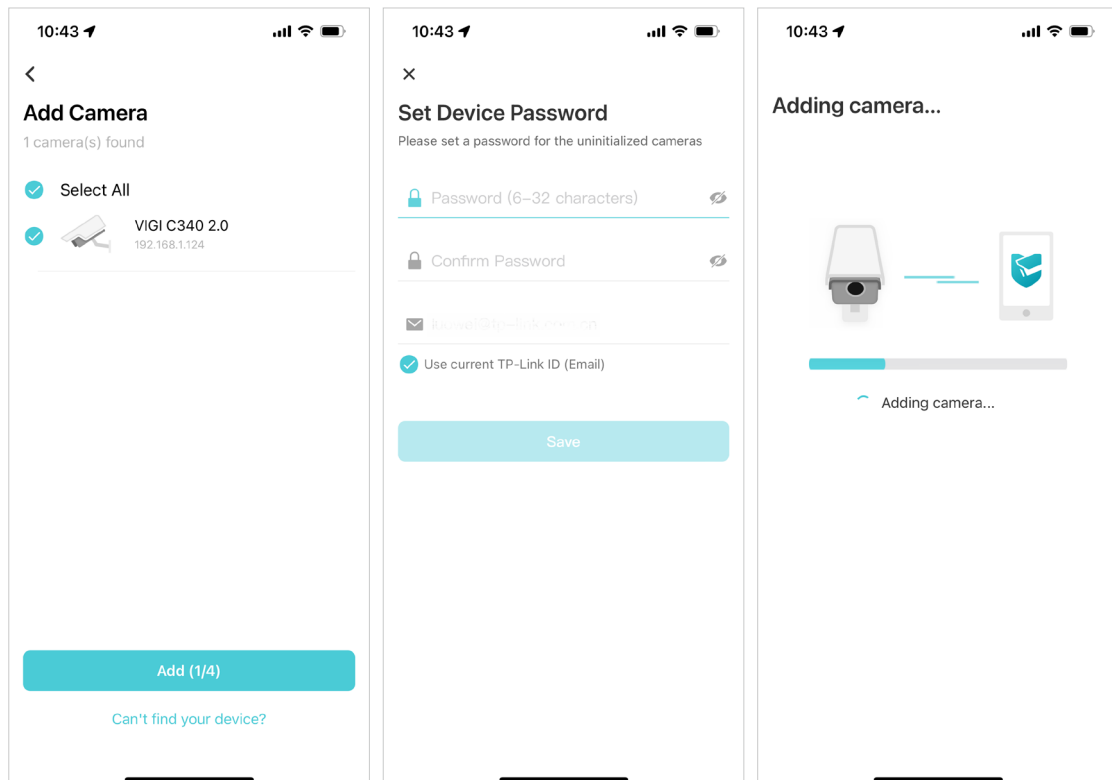 10:43
Add Camera
1 camera(s) found
Select All
VIGI C340 2.0
192.168.1.124
Add (1/4)
Can't find your device?
10:43
Set Device Password
Please set a password for the uninitialized cameras
Password (6–32 characters)
Confirm Password
Use current TP-Link ID (Email)
Save
10:43
Adding camera...
Adding camera...